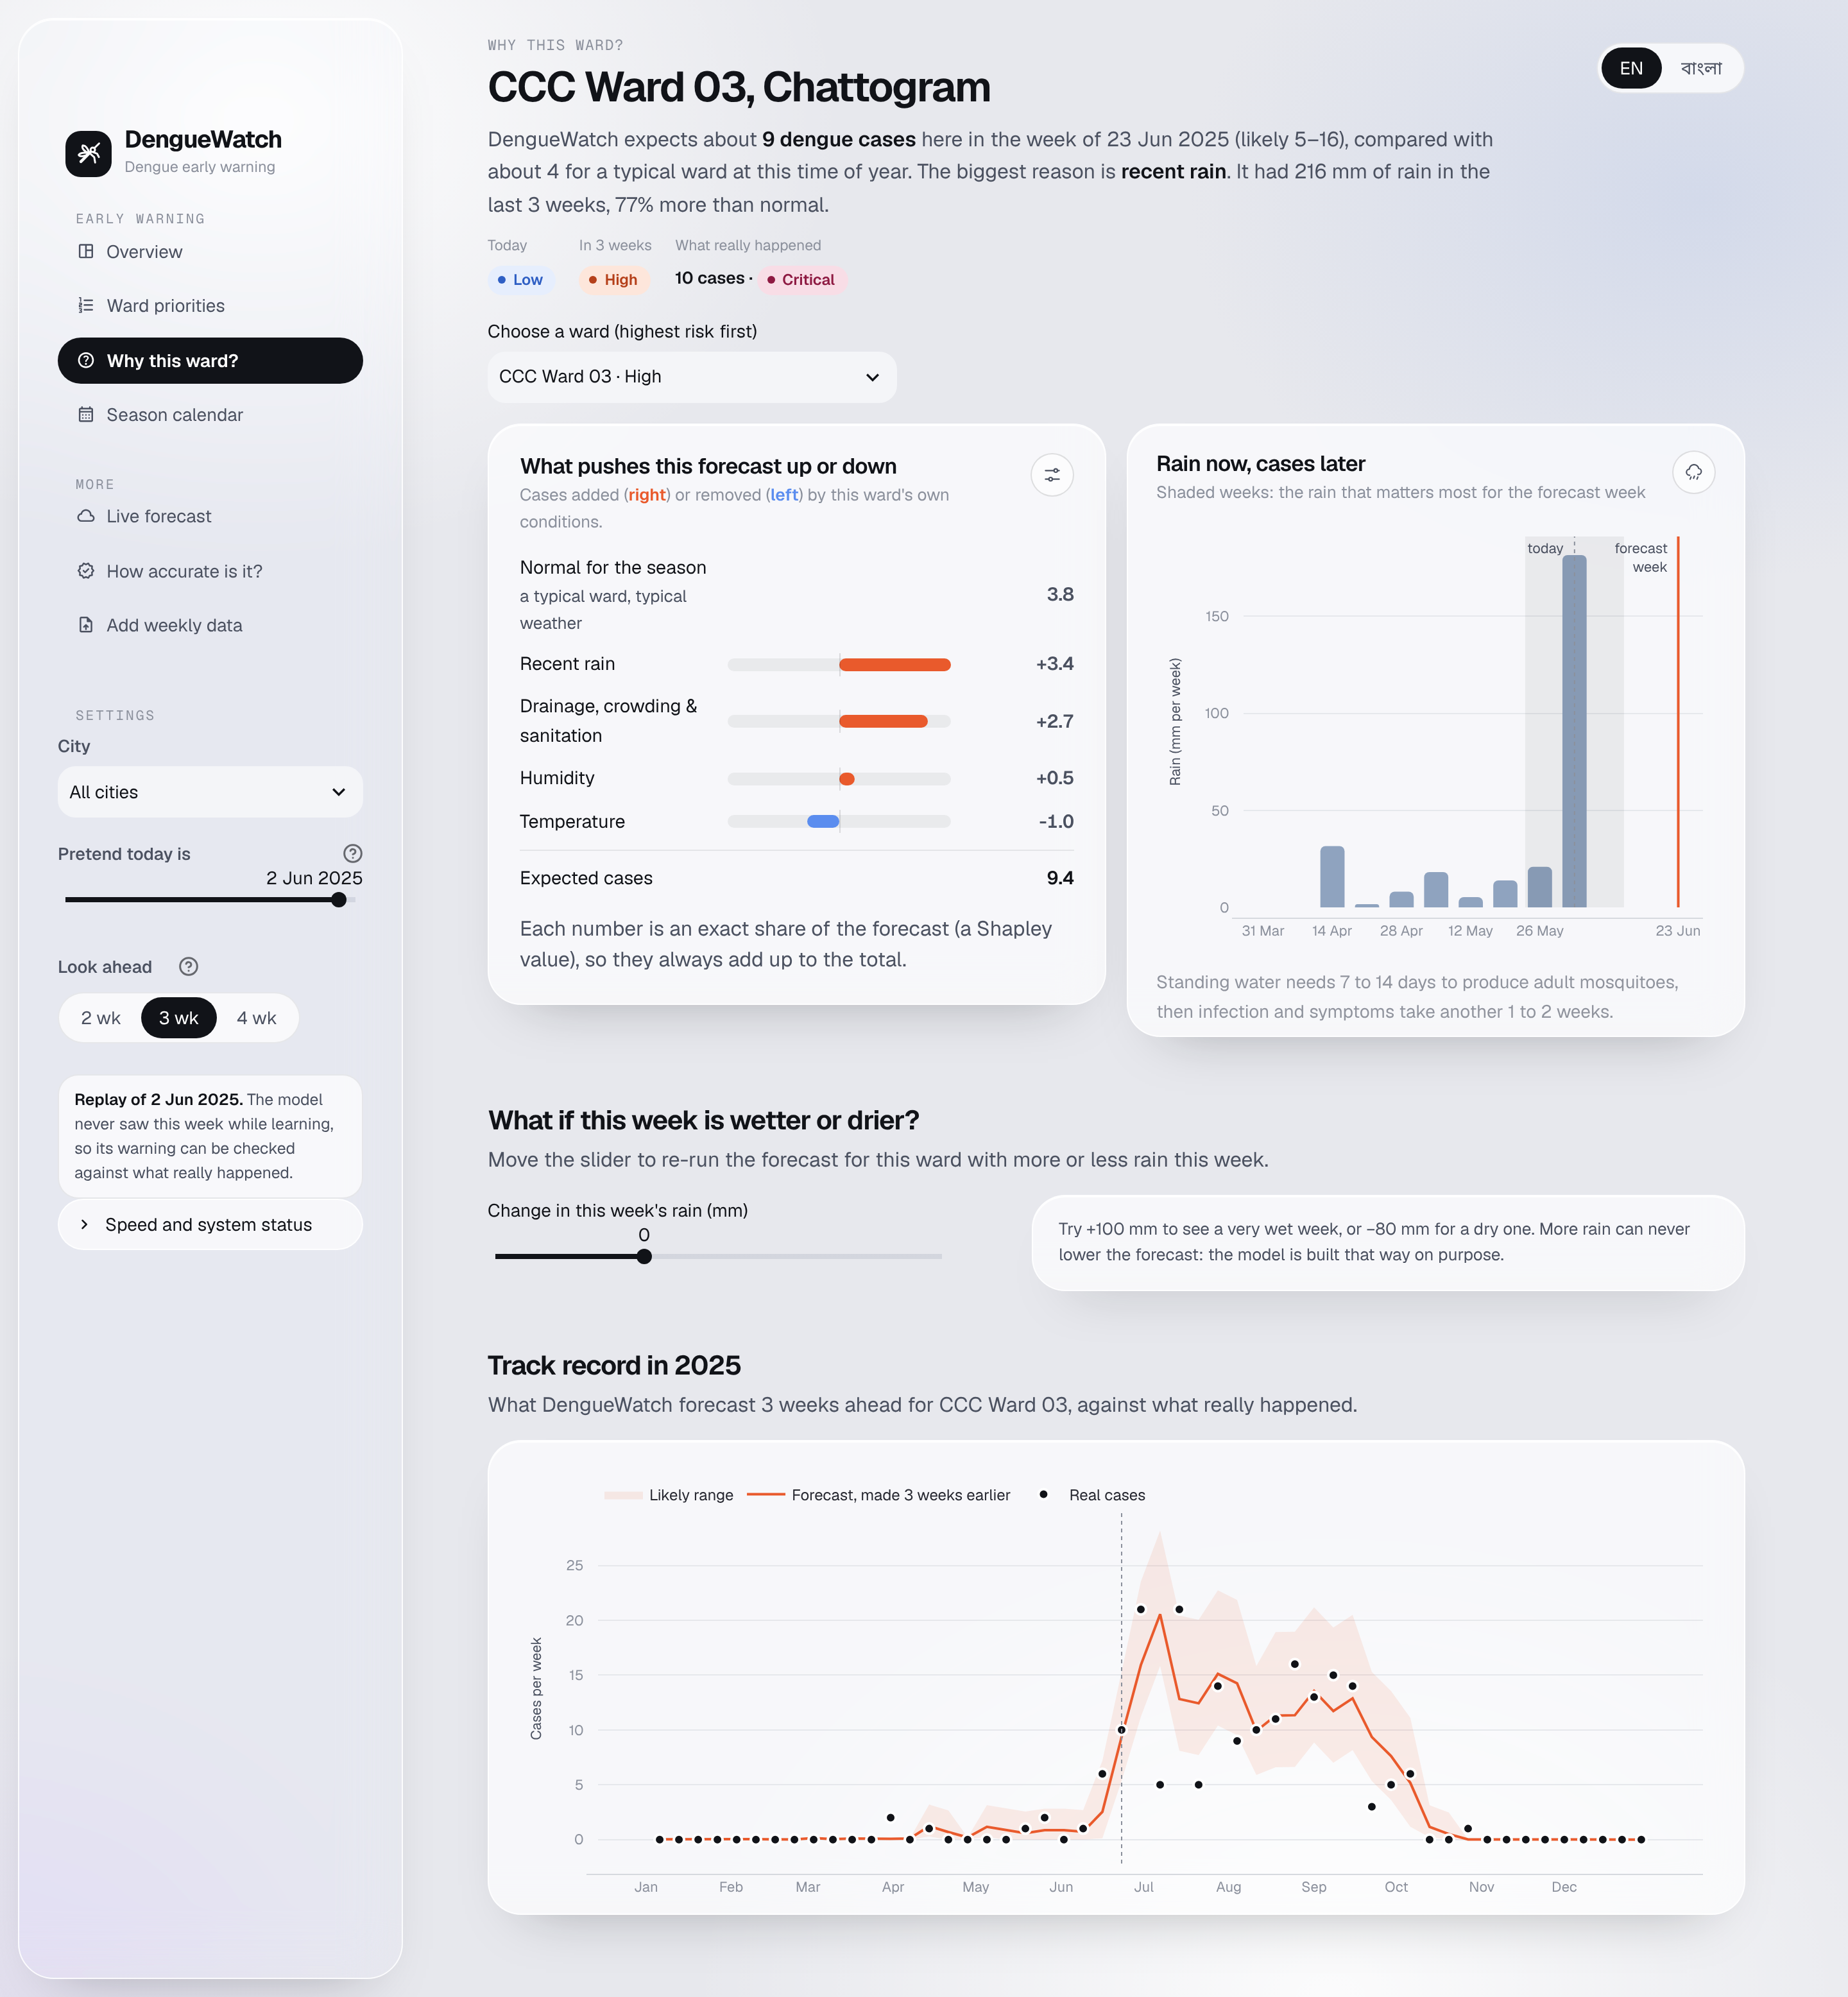 DengueWatch
Dengue early warning
EARLY WARNING
Overview
Ward priorities
Why this ward?
Season calendar
MORE
Live forecast
How accurate is it?
Add weekly data
SETTINGS
City
All cities
Pretend today is
2 Jun 2025
Look ahead
2 wk 3 wk 4 wk
Replay of 2 Jun 2025. The model
never saw this week while learning,
so its warning can be checked
against what really happened.
Speed and system status
WHY THIS WARD?
EN বাংলা
CCC Ward 03, Chattogram
DengueWatch expects about 9 dengue cases here in the week of 23 Jun 2025 (likely 5–16), compared with
about 4 for a typical ward at this time of year. The biggest reason is recent rain. It had 216 mm of rain in the
last 3 weeks, 77% more than normal.
Today In 3 weeks What really happened
Low High 10 cases · Critical
Choose a ward (highest risk first)
CCC Ward 03 · High
What pushes this forecast up or down
Cases added (right) or removed (left) by this ward's own
conditions.
Normal for the season
a typical ward, typical
weather
3.8
Recent rain +3.4
Drainage, crowding &
sanitation
+2.7
Humidity +0.5
Temperature -1.0
Expected cases 9.4
Each number is an exact share of the forecast (a Shapley
value), so they always add up to the total.
Rain now, cases later
Shaded weeks: the rain that matters most for the forecast week
today
forecast
week
150
100
50
0
Rain (mm per week)
31 Mar 14 Apr 28 Apr 12 May 26 May 23 Jun
Standing water needs 7 to 14 days to produce adult mosquitoes,
then infection and symptoms take another 1 to 2 weeks.
What if this week is wetter or drier?
Move the slider to re-run the forecast for this ward with more or less rain this week.
Change in this week's rain (mm)
0
Try +100 mm to see a very wet week, or −80 mm for a dry one. More rain can never
lower the forecast: the model is built that way on purpose.
Track record in 2025
What DengueWatch forecast 3 weeks ahead for CCC Ward 03, against what really happened.
Likely range Forecast, made 3 weeks earlier Real cases
25
20
15
10
5
0
Cases per week
Jan Feb Mar Apr May Jun Jul Aug Sep Oct Nov Dec